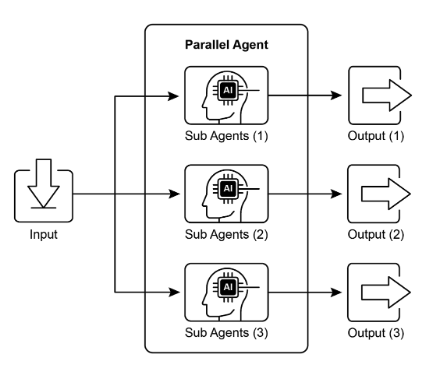 Parallel Agent
AI
Sub Agents (1)
Output (1)
Input
AI
Sub Agents (2)
Output (2)
AI
Sub Agents (3)
Output (3)